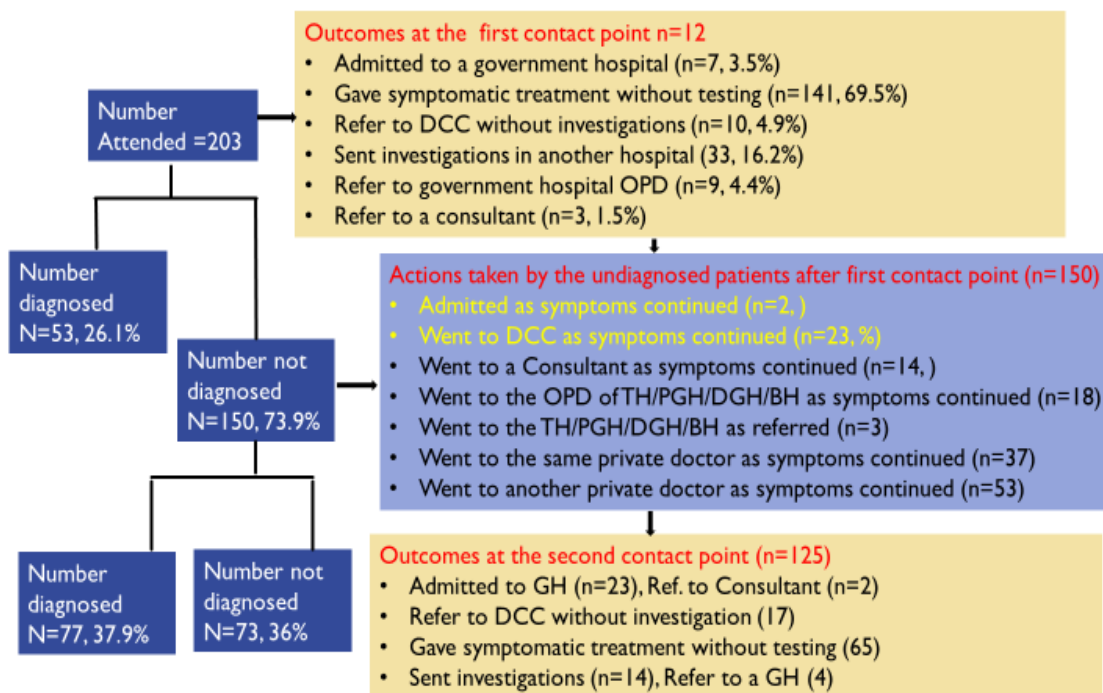 Outcomes at the first contact point n=12
• Admitted to a government hospital (n=7, 3.5%)
• Gave symptomatic treatment without testing (n=141, 69.5%)
• Refer to DCC without investigations (n=10, 4.9%)
• Sent investigations in another hospital (33, 16.2%)
• Refer to government hospital OPD (n=9, 4.4%)
• Refer to a consultant (n=3, 1.5%)
Number
Attended =203
Number
diagnosed
N=53, 26.1%
Number not
diagnosed
N=150, 73.9%
Actions taken by the undiagnosed patients after first contact point (n=150)
• Admitted as symptoms continued (n=2, )
• Went to DCC as symptoms continued (n=23, %)
• Went to a Consultant as symptoms continued (n=14, )
• Went to the OPD of TH/PGH/DGH/BH as symptoms continued (n=18)
• Went to the TH/PGH/DGH/BH as referred (n=3)
• Went to the same private doctor as symptoms continued (n=37)
• Went to another private doctor as symptoms continued (n=53)
Number
diagnosed
N=77, 37.9%
Number not
diagnosed
N=73, 36%
Outcomes at the second contact point (n=125)
• Admitted to GH (n=23), Ref. to Consultant (n=2)
• Refer to DCC without investigation (17)
• Gave symptomatic treatment without testing (65)
• Sent investigations (n=14), Refer to a GH (4)